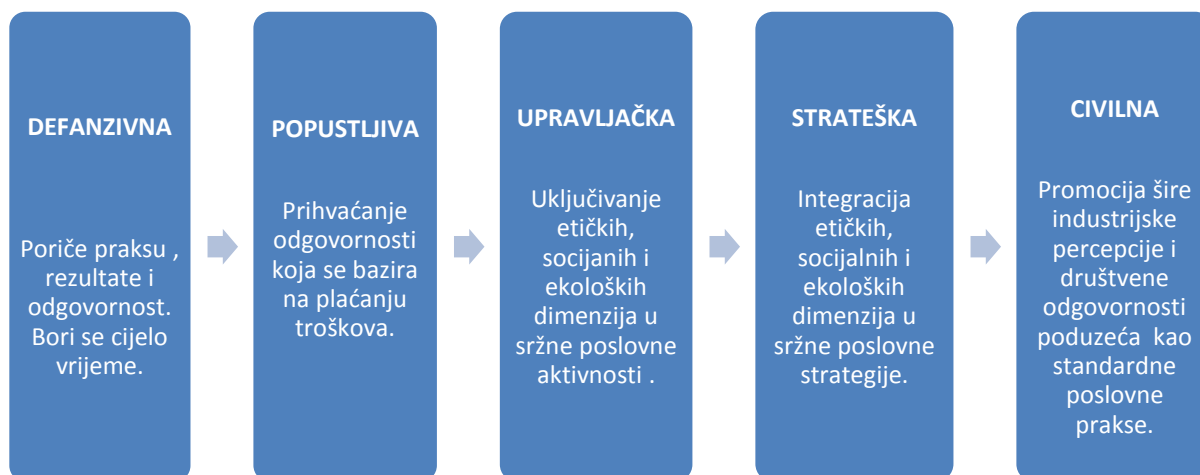 DEFANZIVNA
Poriče praksu ,
rezultate i
odgovornost.
Bori se cijelo
vrijeme.
POPUSTLJIVA
Prihvaćanje
odgovornosti
koja se bazira
na plaćanju
troškova.
UPRAVLJAČKA
Uključivanje
etičkih,
socijanih i
ekoloških
dimenzija u
sržne poslovne
aktivnosti .
STRATEŠKA
Integracija
etičkih,
socijalnih i
ekoloških
dimenzija u
sržne poslovne
strategije.
CIVILNA
Promocija šire
industrijske
percepcije i
društvene
odgovornosti
poduzeća kao
standardne
poslovne
prakse.